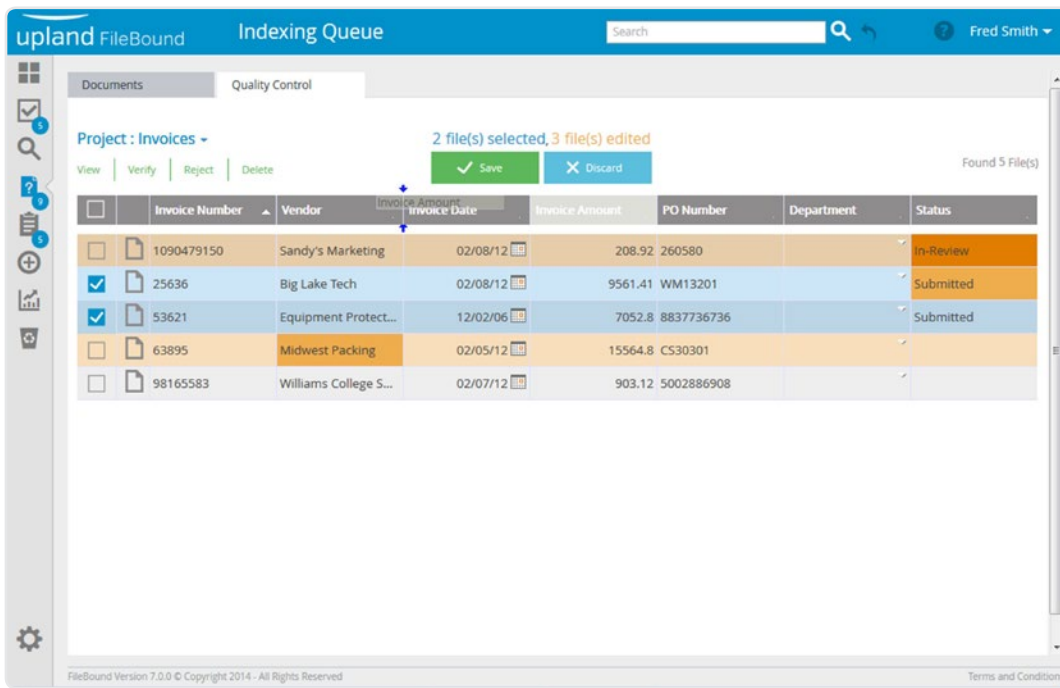 upland FileBound Indexing Queue Search ? Fred Smith
Documents Quality Control
5
Project : Invoices 2 file(s) selected, 3 file(s) edited
View Verify Reject Delete Save Discard Found 5 File(s)
? 9
Invoice Amount
Invoice Number Vendor Invoice Date Invoice Amount PO Number Department Status
5
1090479150 Sandy's Marketing 02/08/12 208.92 260580 In-Review
25636 Big Lake Tech 02/08/12 9561.41 WM13201 Submitted
53621 Equipment Protect... 12/02/06 7052.8 8837736736 Submitted
63895 Midwest Packing 02/05/12 15564.8 CS30301
98165583 Williams College S... 02/07/12 903.12 5002886908
FileBound Version 7.0.0 © Copyright 2014 - All Rights Reserved Terms and Condition